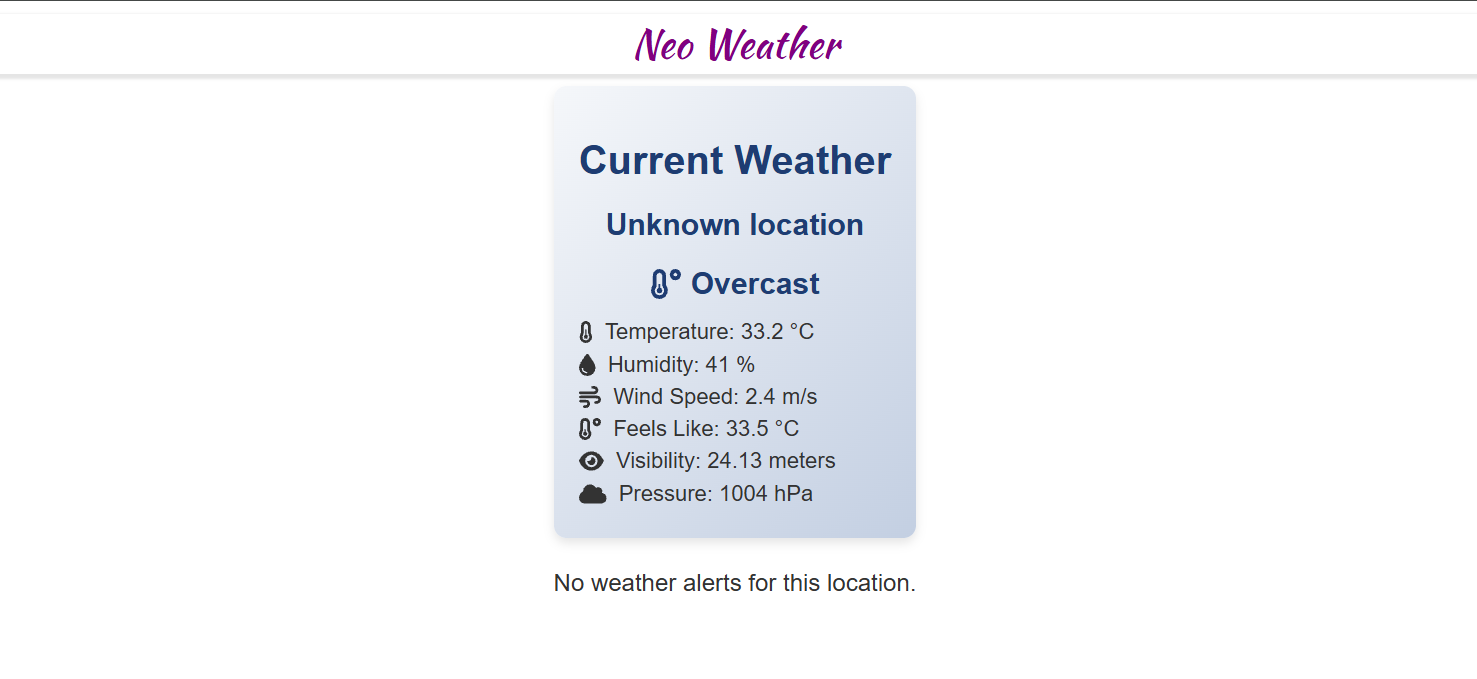 Neo Weather
Current Weather
Unknown location
Overcast
Temperature: 33.2 °C
Humidity: 41 %
Wind Speed: 2.4 m/s
Feels Like: 33.5 °C
Visibility: 24.13 meters
Pressure: 1004 hPa
No weather alerts for this location.